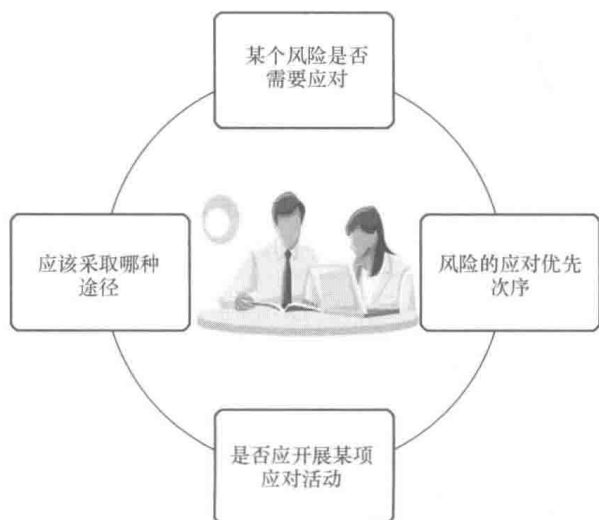 某个风险是否
需要应对
应该采取哪种
途径
风险的应对优先
次序
是否应开展某项
应对活动